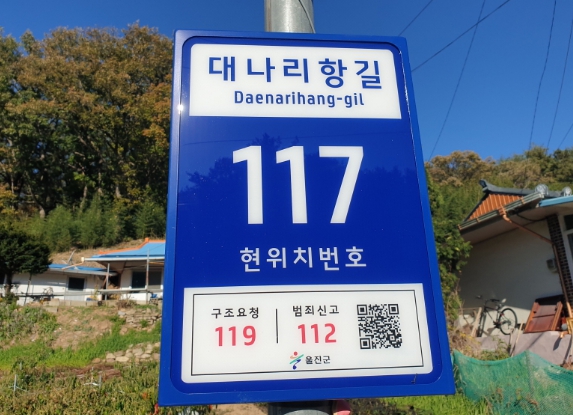 대나리항길
Daenarihang-gil
117
현위치번호
구조요청 범죄신고
119 112
울진군